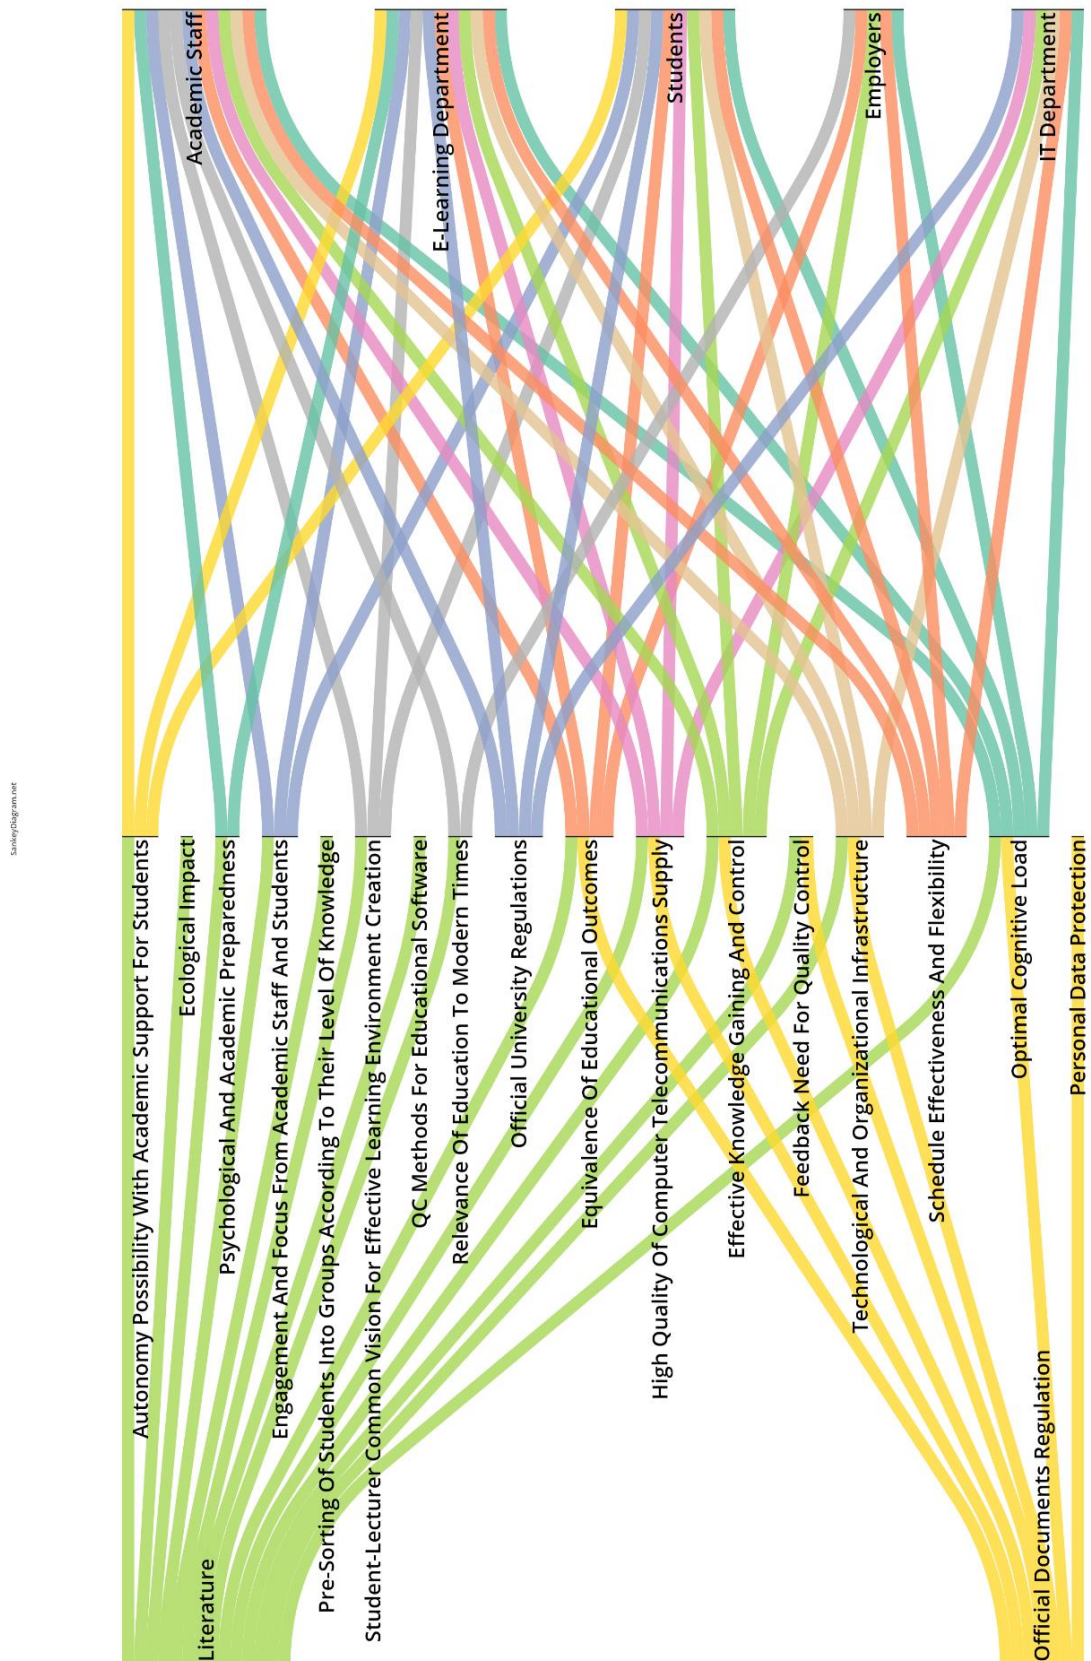 Academic Staff
E-Learning Department
Students
Employers
IT Department
Autonomy Possibility With Academic Support For Students
Ecological Impact
Psychological And Academic Preparedness
Engagement And Focus From Academic Staff And Students
Pre-Sorting Of Students Into Groups According To Their Level Of Knowledge
Student-Lecturer Common Vision For Effective Learning Environment Creation
QC Methods For Educational Software
Relevance Of Education To Modern Times
Official University Regulations
Equivalence Of Educational Outcomes
High Quality Of Computer Telecommunications Supply
Effective Knowledge Gaining And Control
Feedback Need For Quality Control
Technological And Organizational Infrastructure
Schedule Effectiveness And Flexibility
Optimal Cognitive Load
Personal Data Protection
Literature
Official Documents Regulation
SankeyDiagram.net